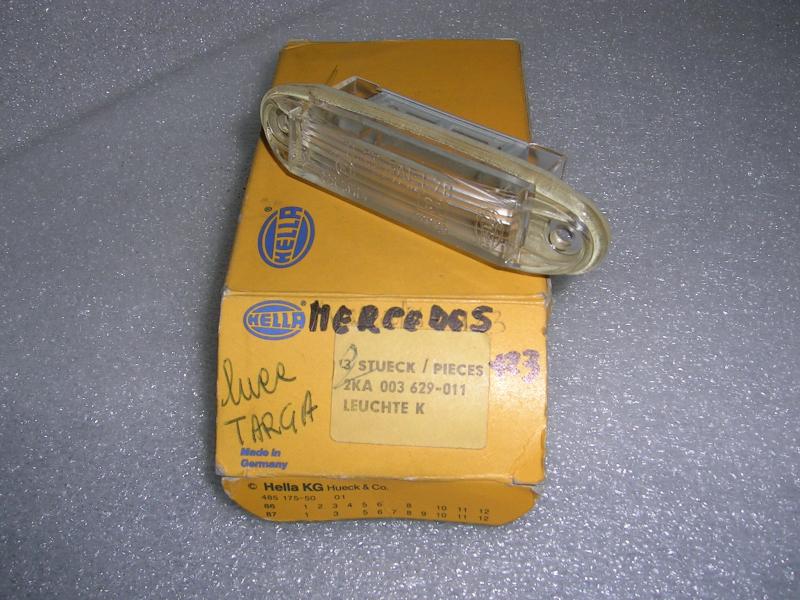 HELLA
HELLA
MERCEDES
123
3 STUECK / PIECES
2KA 003 629-011
LEUCHTE K
luce
TARGA
Made in
Germany
© Hella KG Hueck & Co.
485 175-50 01
86 1 2 3 4 5 6 8 10 11 12
87 1 3 5 6 7 8 9 10 11 12